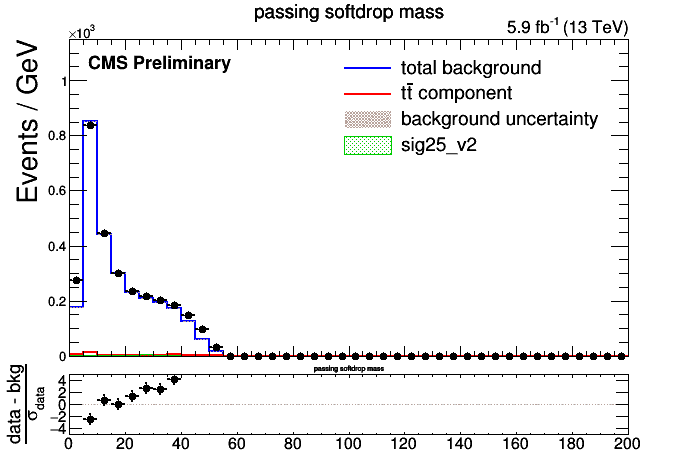 passing softdrop mass
×10³
5.9 fb⁻¹ (13 TeV)
CMS Preliminary
total background
tt̄ component
background uncertainty
sig25_v2
Events / GeV
1
0.8
0.6
0.4
0.2
0
passing softdrop mass
data - bkg
σ_data
4
2
0
−2
−4
0 20 40 60 80 100 120 140 160 180 200